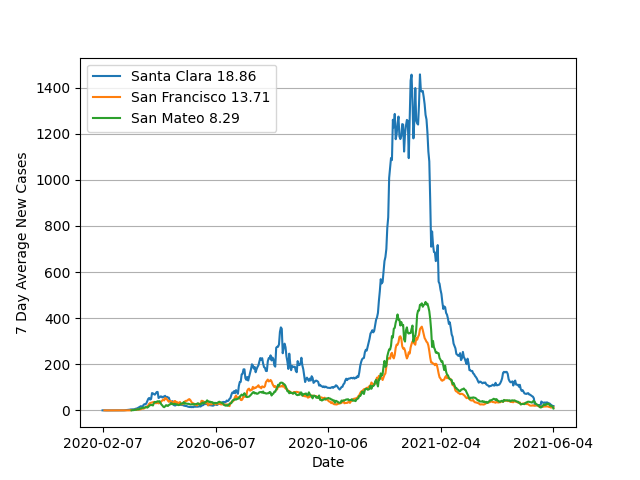 Santa Clara 18.86
San Francisco 13.71
San Mateo 8.29
7 Day Average New Cases
1400
1200
1000
800
600
400
200
0
2020-02-07 2020-06-07 2020-10-06 2021-02-04 2021-06-04
Date